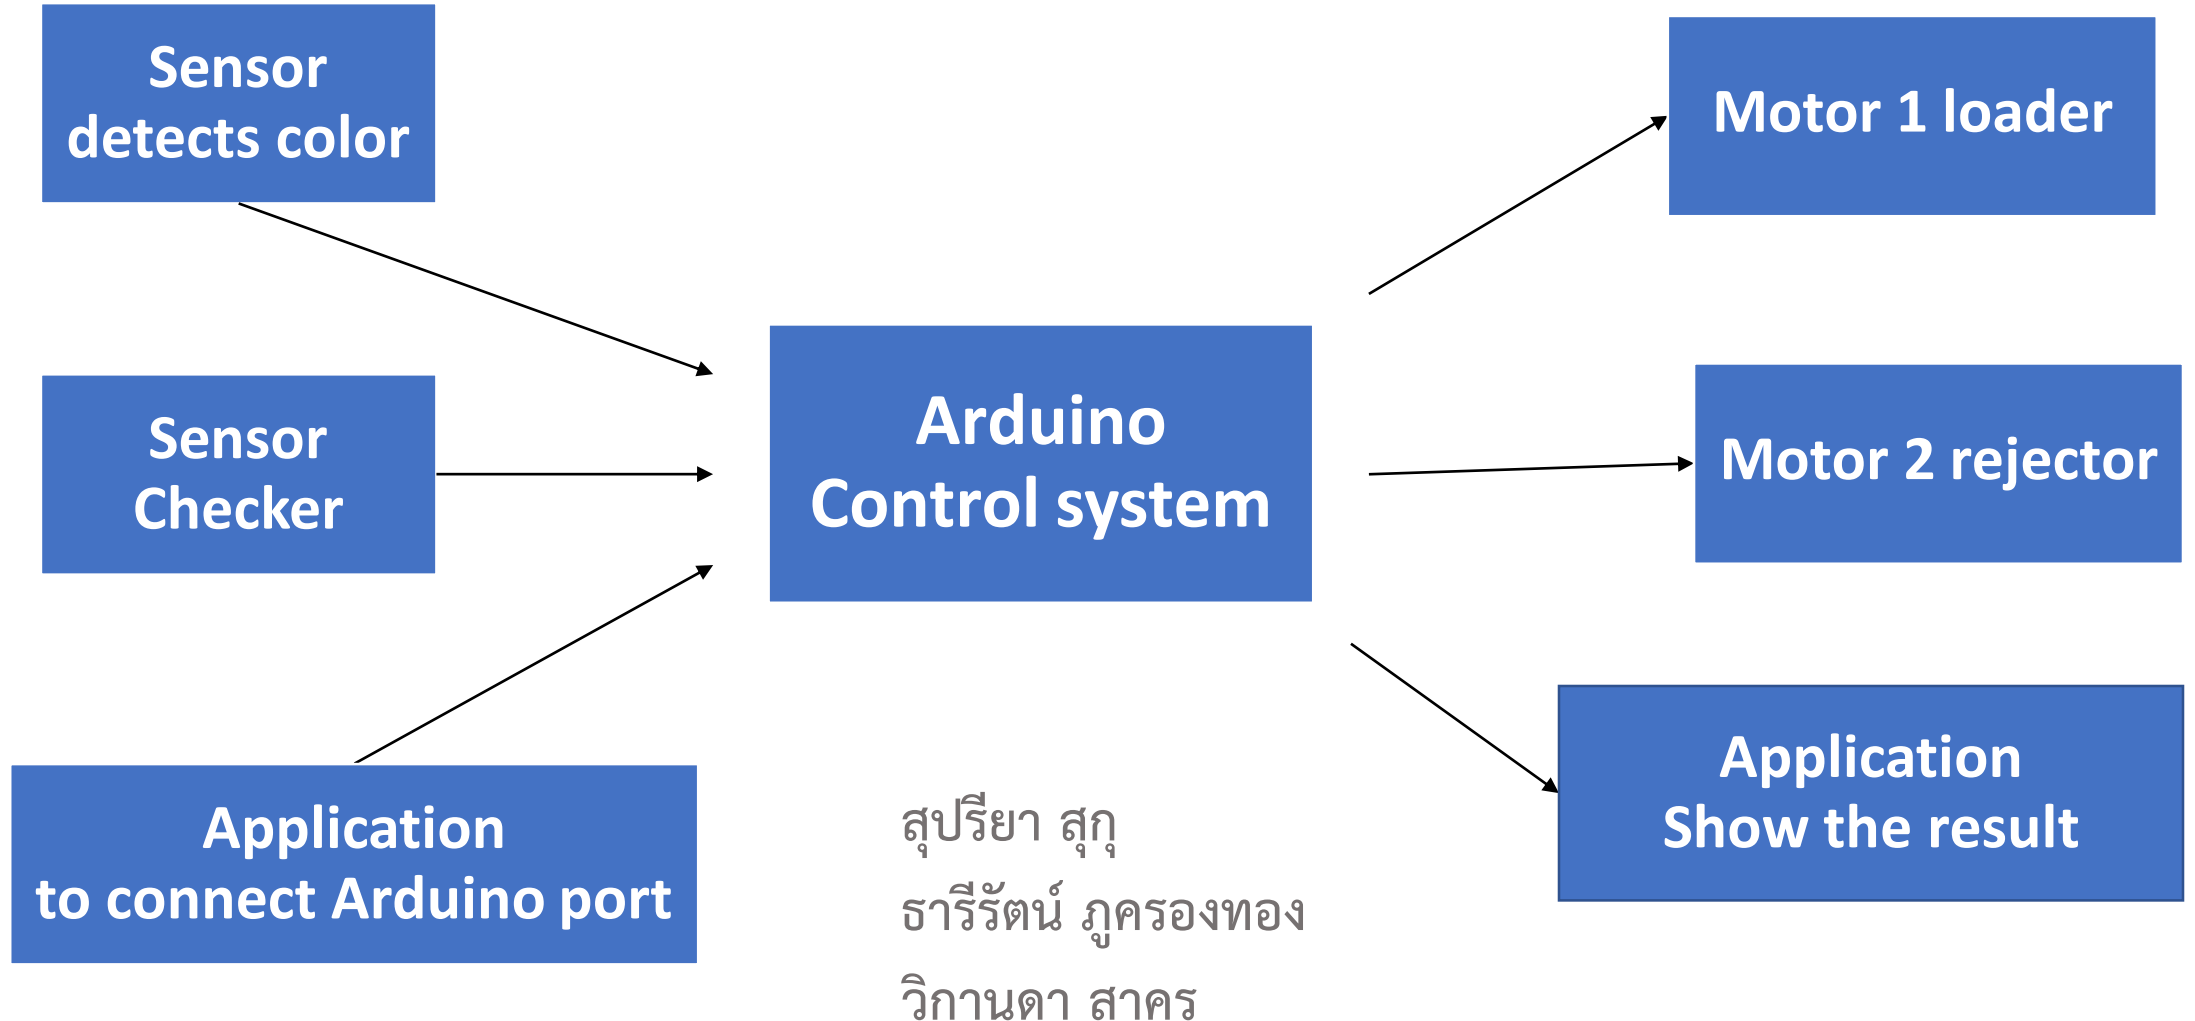 Sensor
detects color
Sensor
Checker
Application
to connect Arduino port
Arduino
Control system
Motor 1 loader
Motor 2 rejector
Application
Show the result
สุปรียา สุกุ
ธารีรัตน์ ภูครองทอง
วิกานดา สาคร